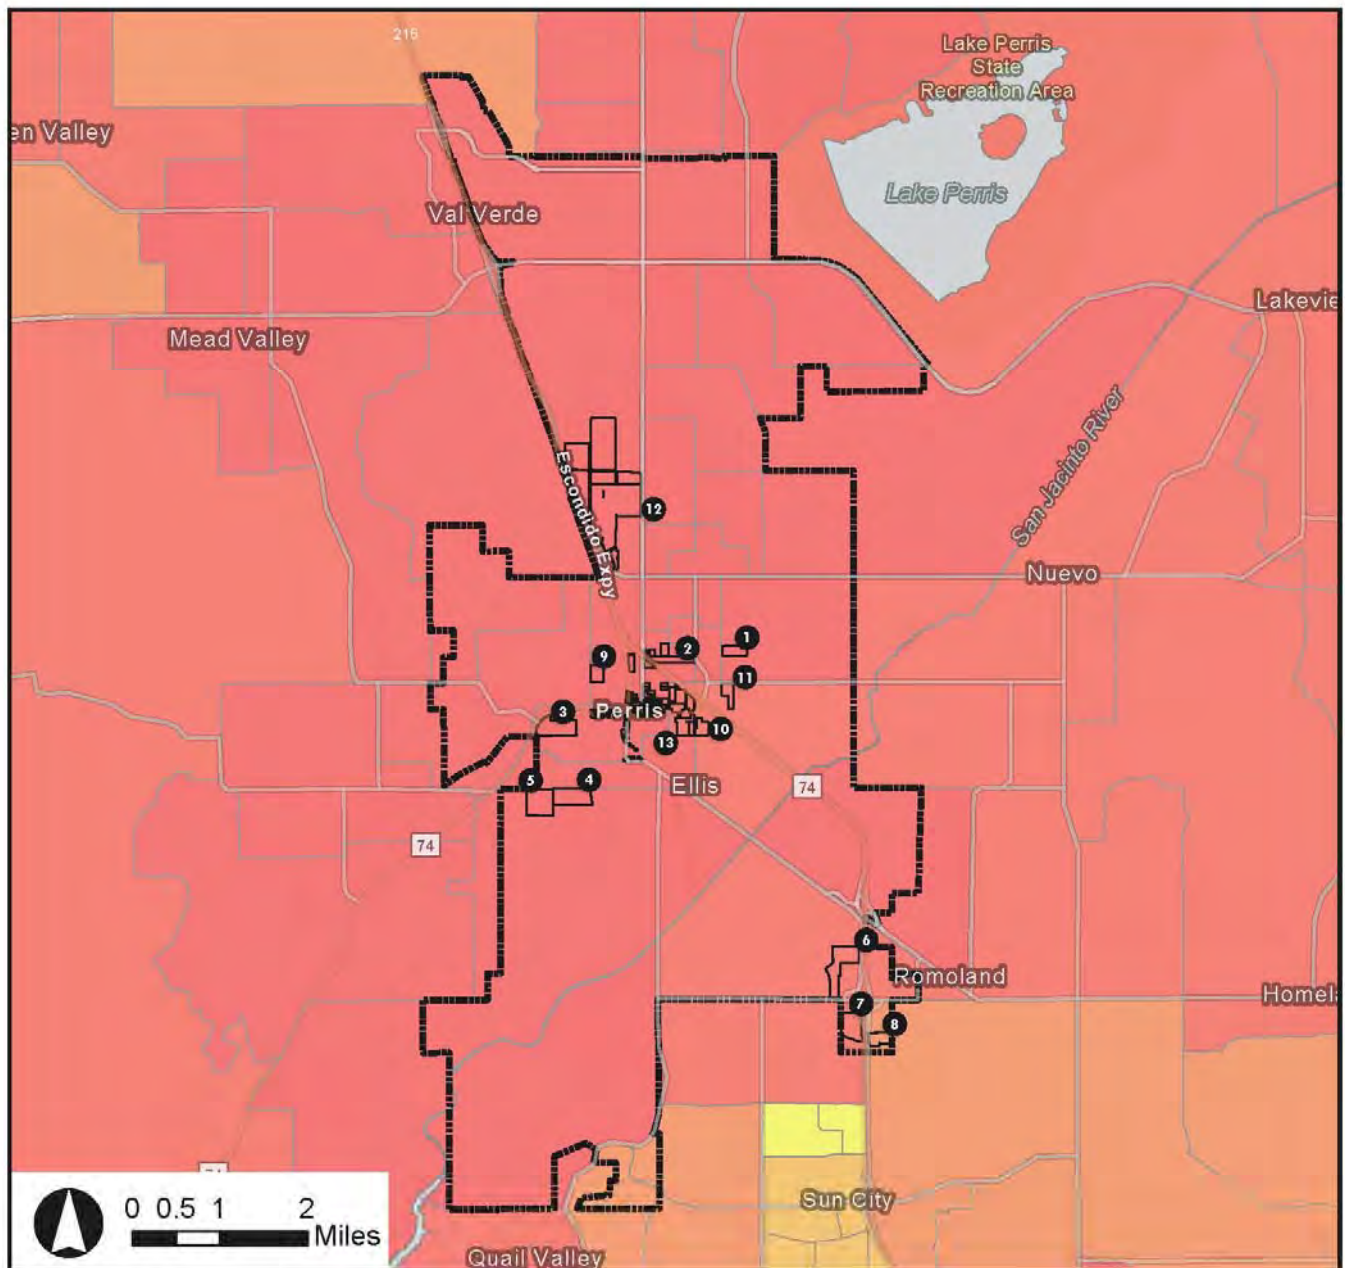 215
Lake Perris
State
Recreation Area
en Valley
Lake Perris
Val Verde
Lakevie
Mead Valley
San Jacinto River
Escondido Expy
12
Nuevo
1
2
9
11
3
Perris
10
13
5
4
Ellis
74
74
6
Romoland
7
Homela
8
Sun City
0 0.5 1 2
Miles
Quail Valley